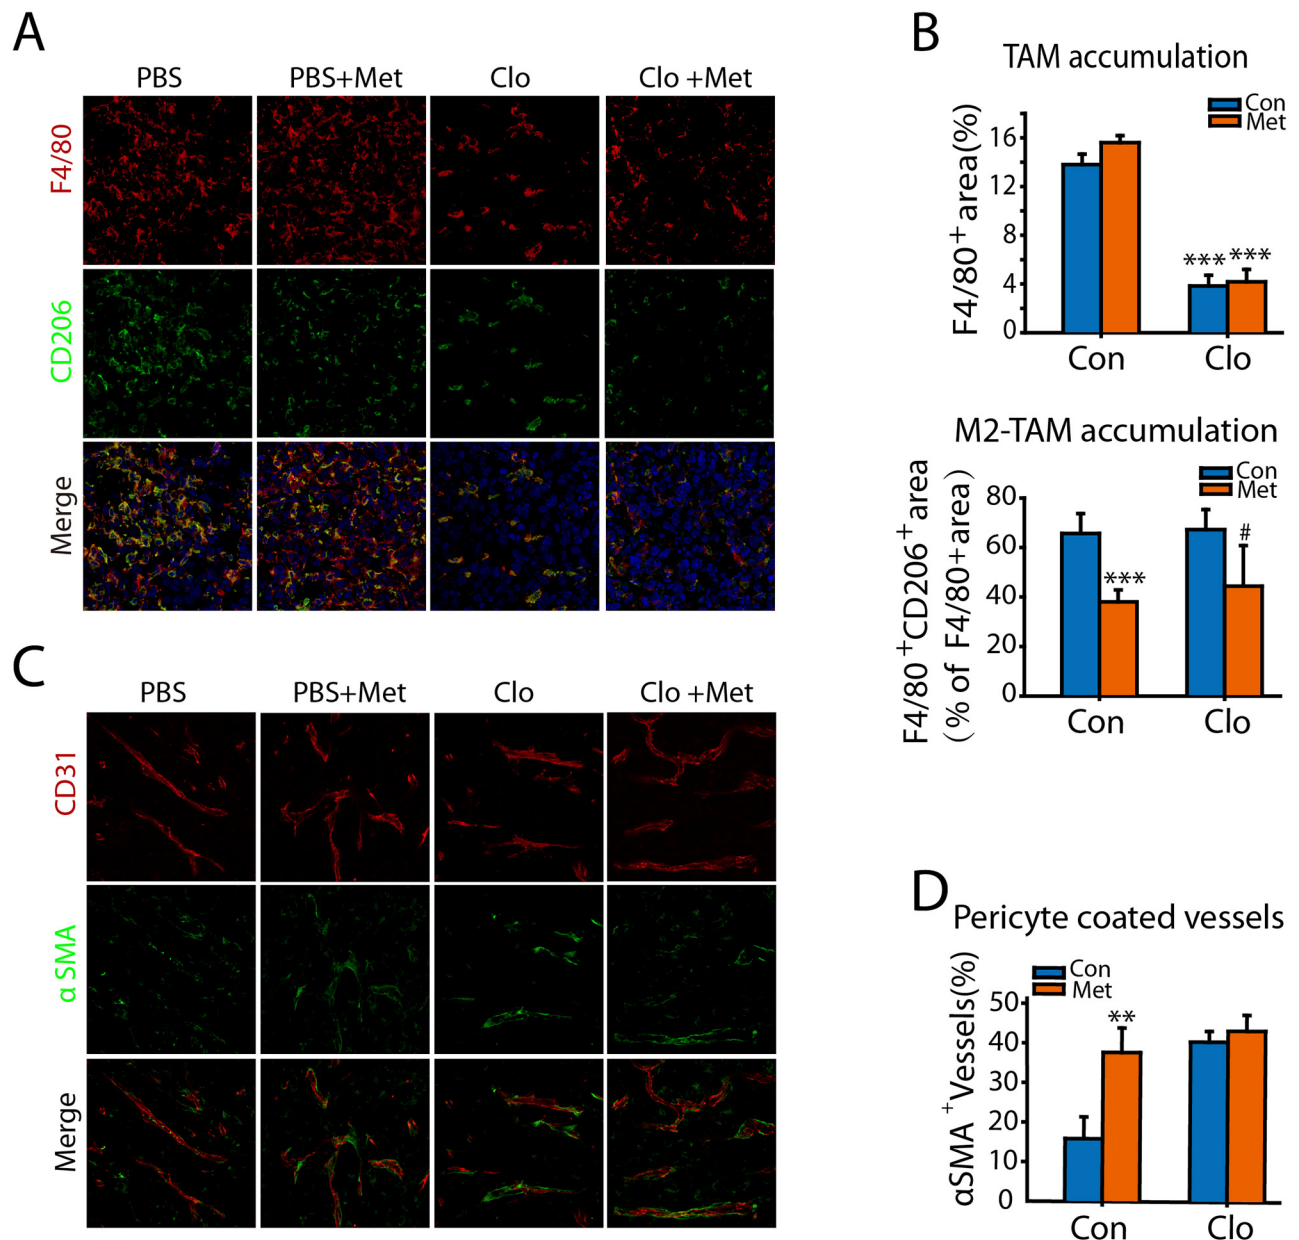 A
PBS PBS+Met Clo Clo +Met
F4/80
CD206
Merge
B
TAM accumulation
Con
Met
F4/80⁺ area(%)
16
12
4
0
*** ***
Con Clo
M2-TAM accumulation
Con
Met
F4/80⁺CD206⁺ area
(% of F4/80+area)
80
60
40
20
0
***
#
Con Clo
C
PBS PBS+Met Clo Clo +Met
CD31
α SMA
Merge
D
Pericyte coated vessels
Con
Met
αSMA⁺Vessels(%)
50
40
30
20
10
0
**
Con Clo